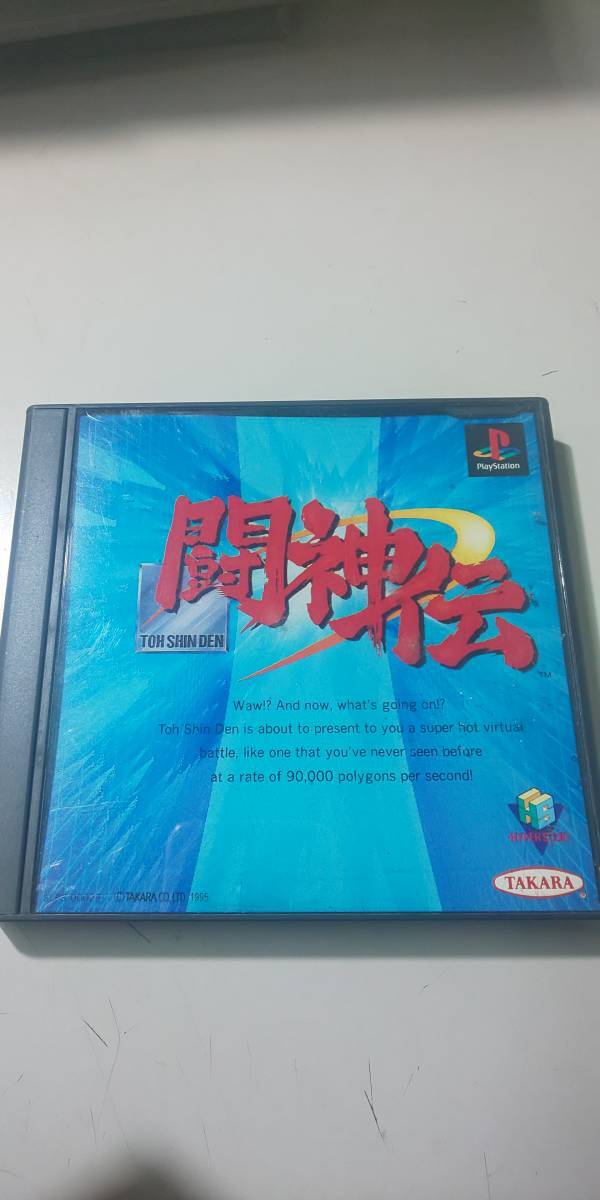 PlayStation
闘神伝
TOH SHIN DEN
TM
Waw!? And now, what's going on!?
Toh Shin Den is about to present to you a super hot virtual
battle, like one that you've never seen before
at a rate of 90,000 polygons per second!
HS
TAKARA
©TAKARA CO.,LTD. 1995